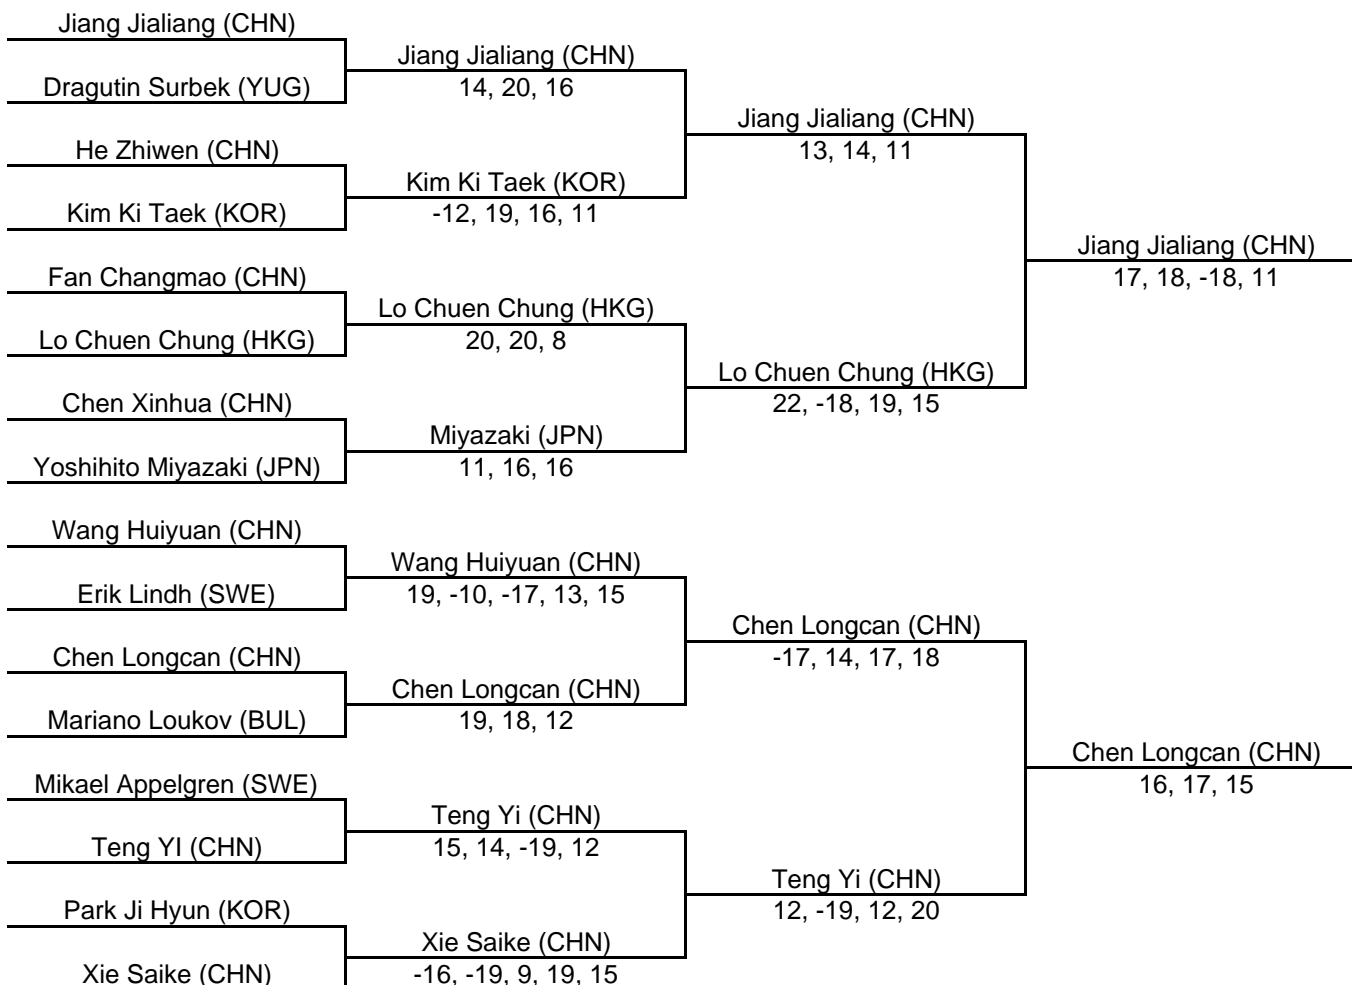 Jiang Jialiang (CHN)
Dragutin Surbek (YUG)
He Zhiwen (CHN)
Kim Ki Taek (KOR)
Fan Changmao (CHN)
Lo Chuen Chung (HKG)
Chen Xinhua (CHN)
Yoshihito Miyazaki (JPN)
Wang Huiyuan (CHN)
Erik Lindh (SWE)
Chen Longcan (CHN)
Mariano Loukov (BUL)
Mikael Appelgren (SWE)
Teng YI (CHN)
Park Ji Hyun (KOR)
Xie Saike (CHN)
Jiang Jialiang (CHN)
14, 20, 16
Kim Ki Taek (KOR)
-12, 19, 16, 11
Lo Chuen Chung (HKG)
20, 20, 8
Miyazaki (JPN)
11, 16, 16
Wang Huiyuan (CHN)
19, -10, -17, 13, 15
Chen Longcan (CHN)
19, 18, 12
Teng Yi (CHN)
15, 14, -19, 12
Xie Saike (CHN)
-16, -19, 9, 19, 15
Jiang Jialiang (CHN)
13, 14, 11
Lo Chuen Chung (HKG)
22, -18, 19, 15
Chen Longcan (CHN)
-17, 14, 17, 18
Teng Yi (CHN)
12, -19, 12, 20
Jiang Jialiang (CHN)
17, 18, -18, 11
Chen Longcan (CHN)
16, 17, 15